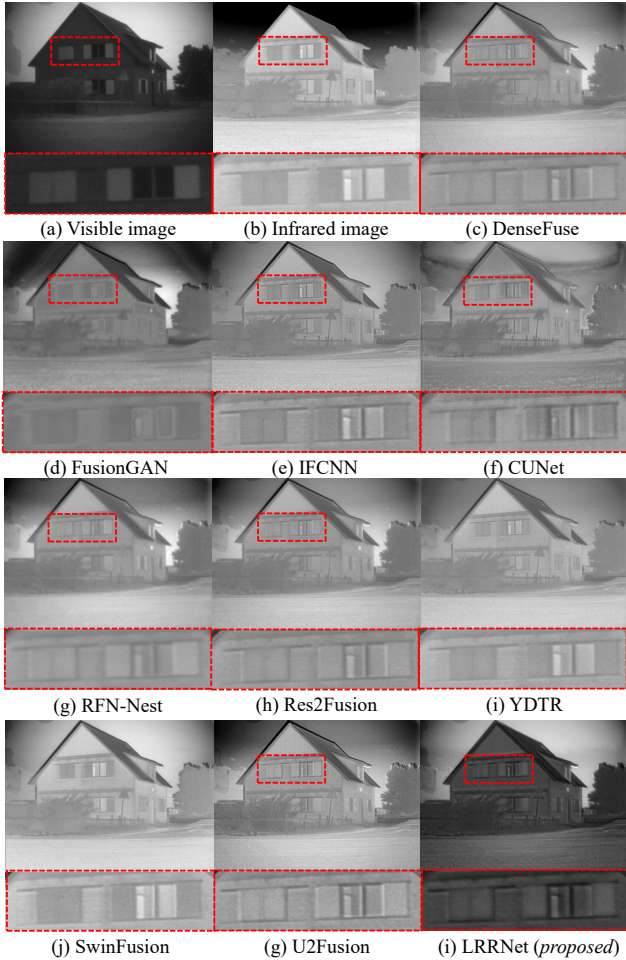 (a) Visible image
(b) Infrared image
(c) DenseFuse
(d) FusionGAN
(e) IFCNN
(f) CUNet
(g) RFN-Nest
(h) Res2Fusion
(i) YDTR
(j) SwinFusion
(g) U2Fusion
(i) LRRNet (proposed)